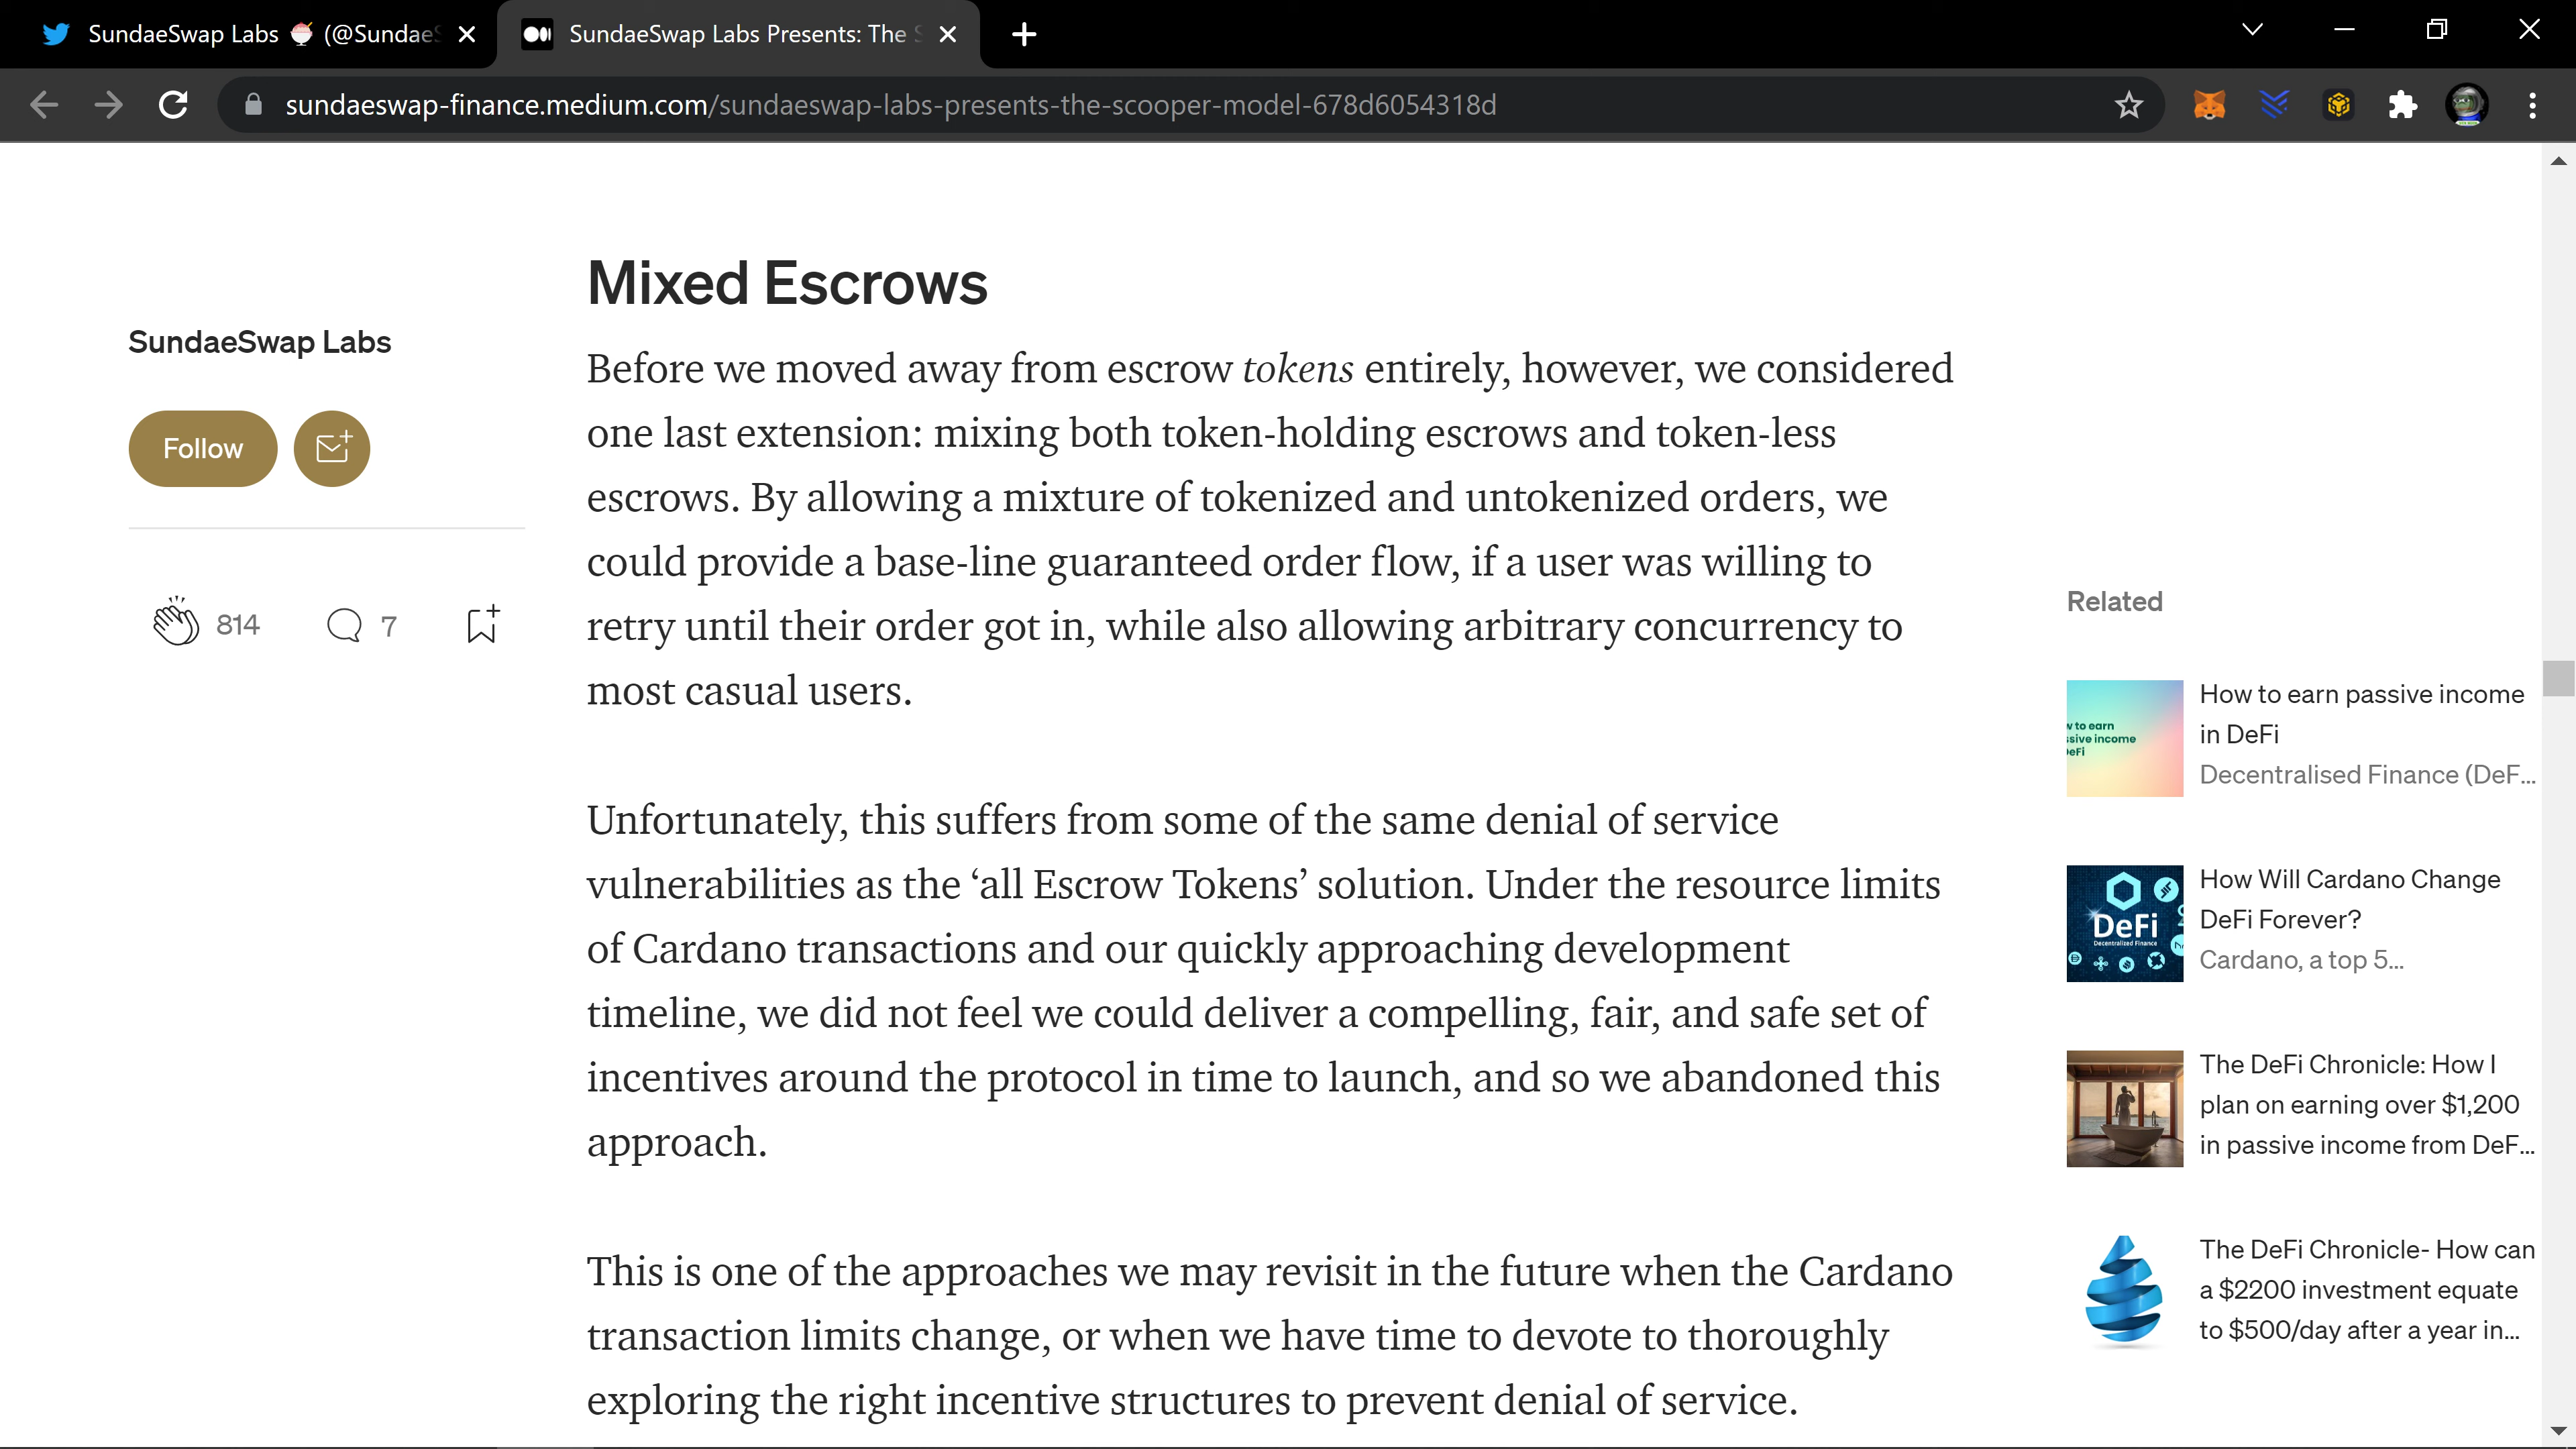 SundaeSwap Labs 🍨 (@Sundae
SundaeSwap Labs Presents: The S
sundaeswap-finance.medium.com/sundaeswap-labs-presents-the-scooper-model-678d6054318d
SundaeSwap Labs
Follow
814
7
Mixed Escrows
Before we moved away from escrow tokens entirely, however, we considered
one last extension: mixing both token-holding escrows and token-less
escrows. By allowing a mixture of tokenized and untokenized orders, we
could provide a base-line guaranteed order flow, if a user was willing to
retry until their order got in, while also allowing arbitrary concurrency to
most casual users.
Unfortunately, this suffers from some of the same denial of service
vulnerabilities as the ‘all Escrow Tokens’ solution. Under the resource limits
of Cardano transactions and our quickly approaching development
timeline, we did not feel we could deliver a compelling, fair, and safe set of
incentives around the protocol in time to launch, and so we abandoned this
approach.
This is one of the approaches we may revisit in the future when the Cardano
transaction limits change, or when we have time to devote to thoroughly
exploring the right incentive structures to prevent denial of service.
Related
w to earn
ssive income
DeFi
How to earn passive income
in DeFi
Decentralised Finance (DeF...
DeFi
Decentralized Finance
How Will Cardano Change
DeFi Forever?
Cardano, a top 5...
The DeFi Chronicle: How I
plan on earning over $1,200
in passive income from DeF...
The DeFi Chronicle- How can
a $2200 investment equate
to $500/day after a year in...